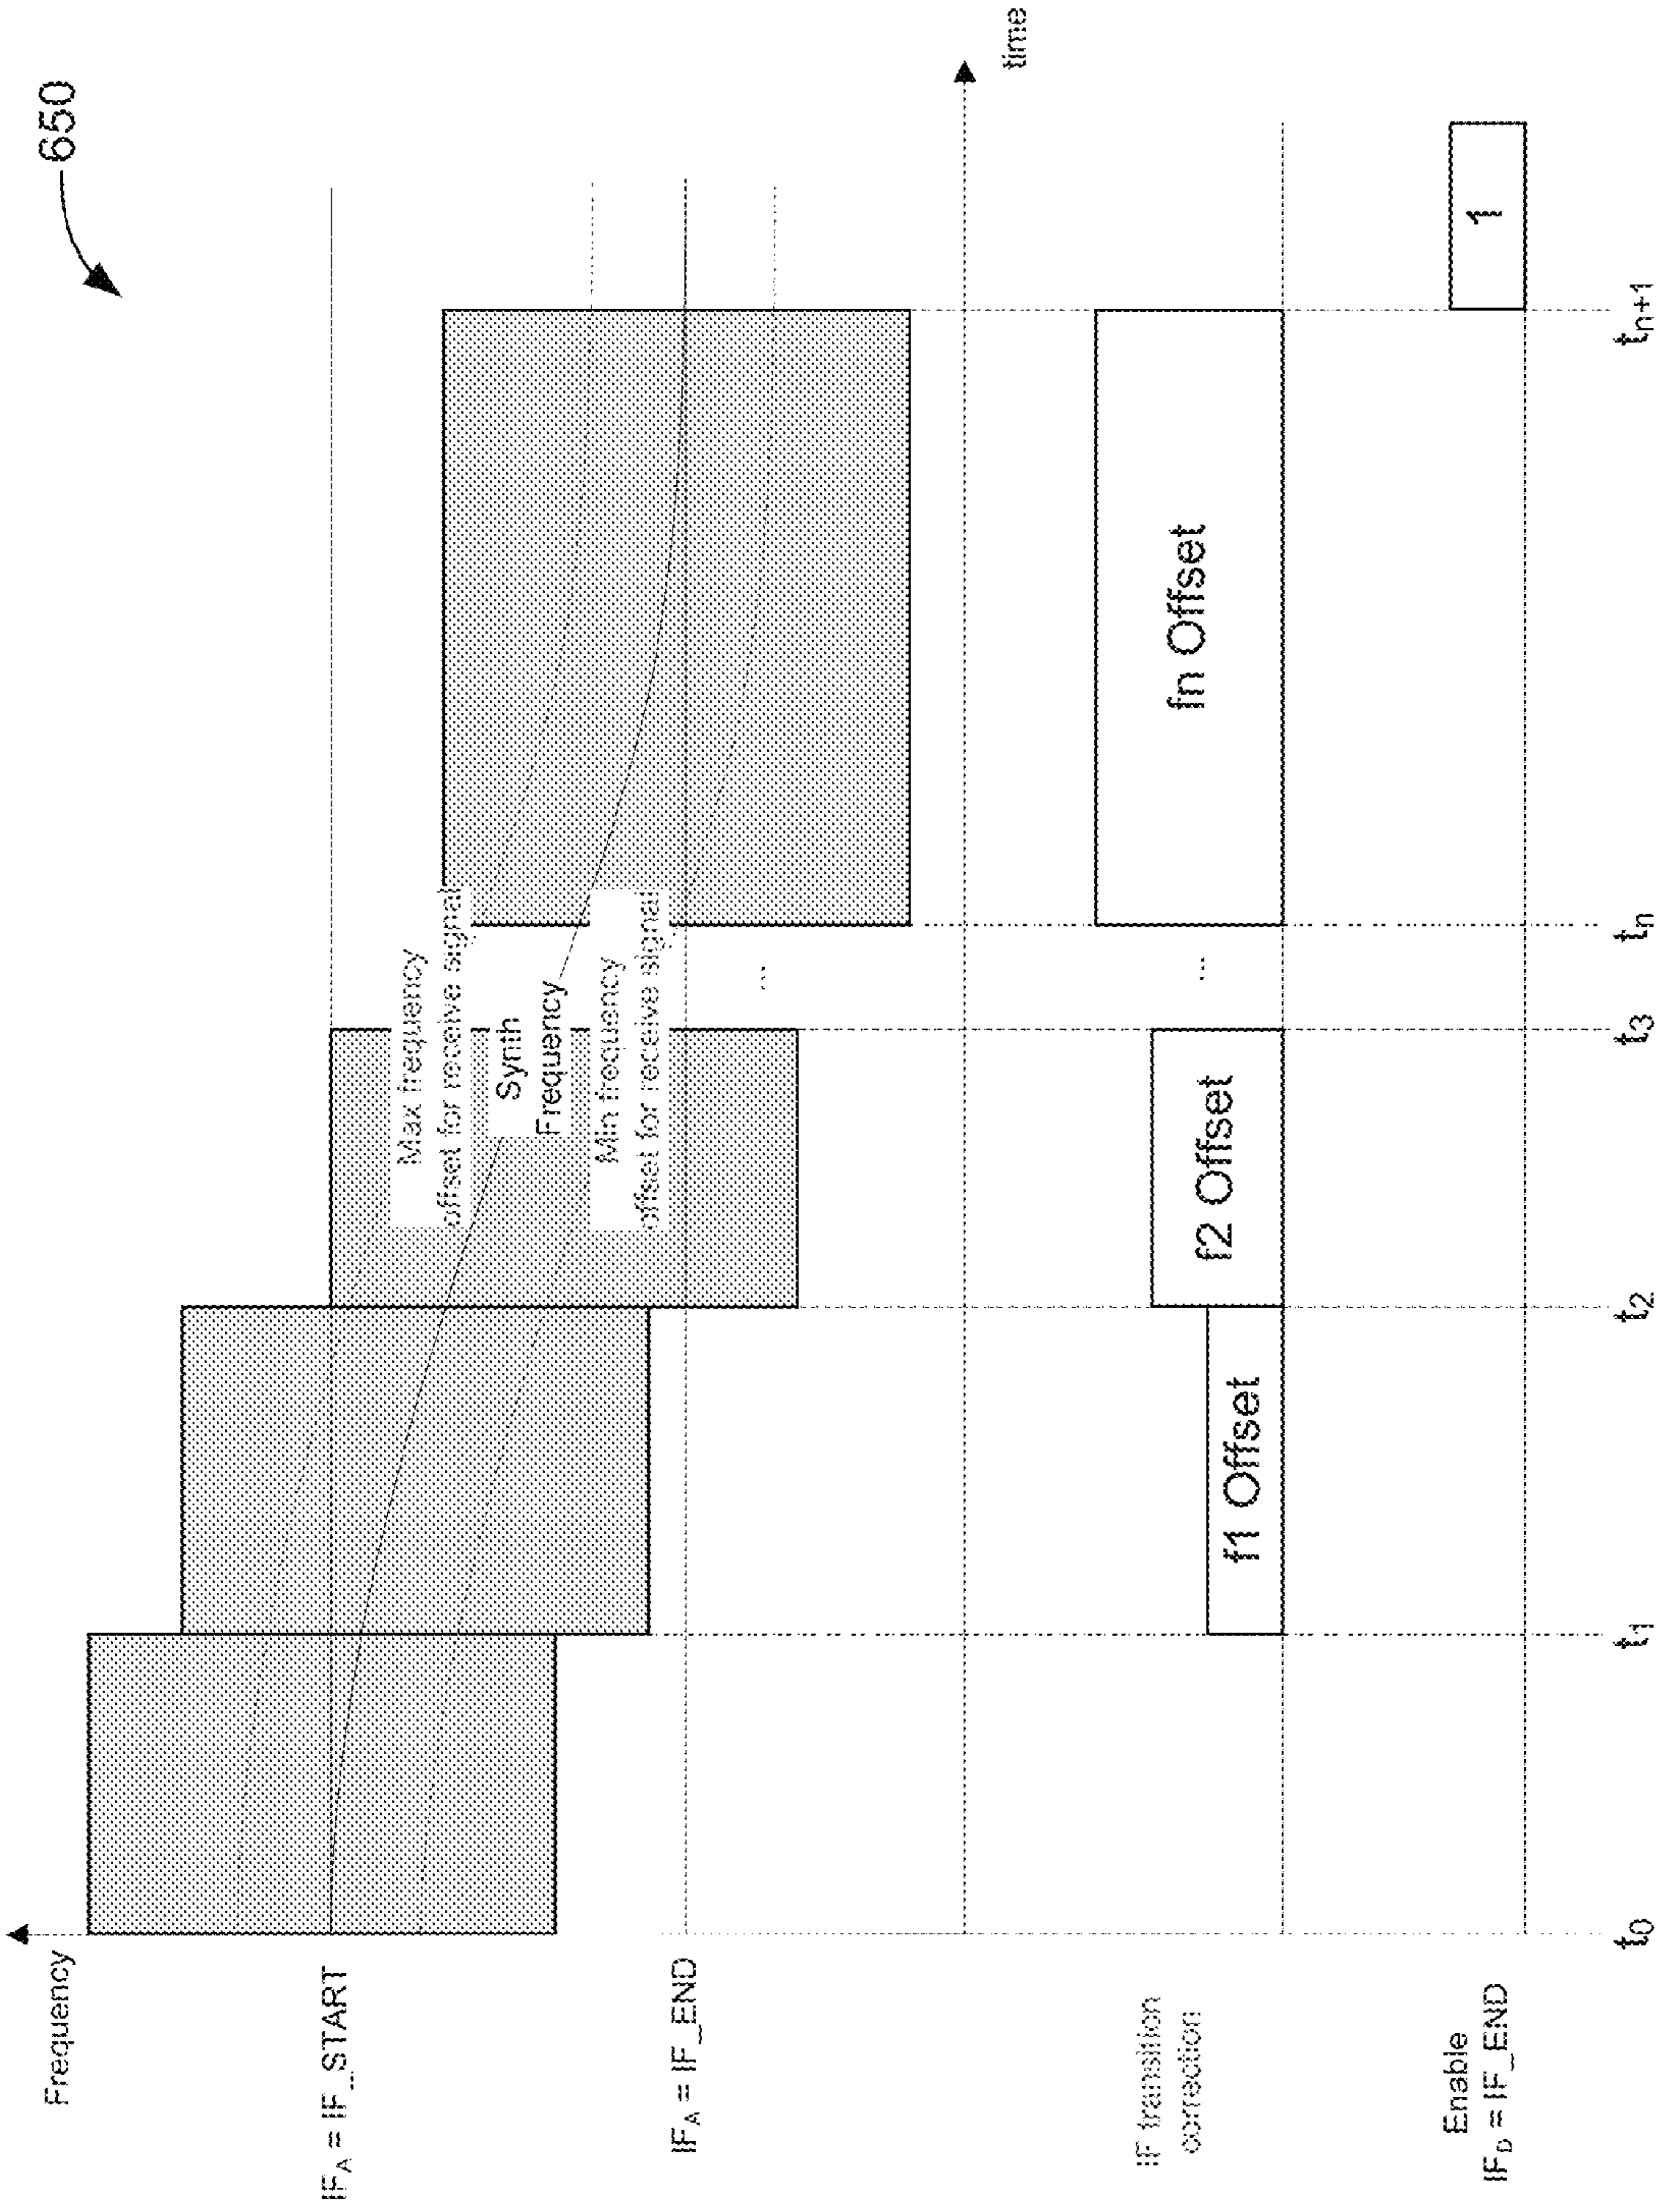 650
Frequency
IF_A = IF_START
IF_A = IF_END
Max frequency
offset for receive signal
Synth
Frequency
Min frequency
offset for receive signal
...
time
IF transition
correction
f1 Offset
f2 Offset
...
fn Offset
Enable
IF_D = IF_END
1
t0
t1
t2
t3
tn
tn+1